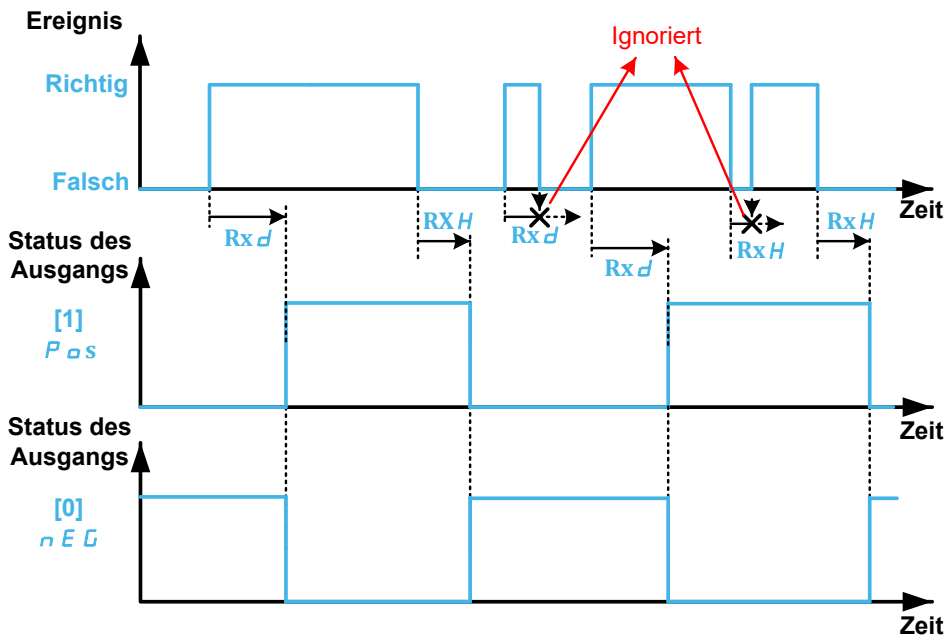 Ereignis
Ignoriert
Richtig
Falsch
Zeit
Rx d
RX H
Rx d
Rx d
Rx H
Rx H
Status des
Ausgangs
[1]
P o s
Zeit
Status des
Ausgangs
[0]
n E G
Zeit